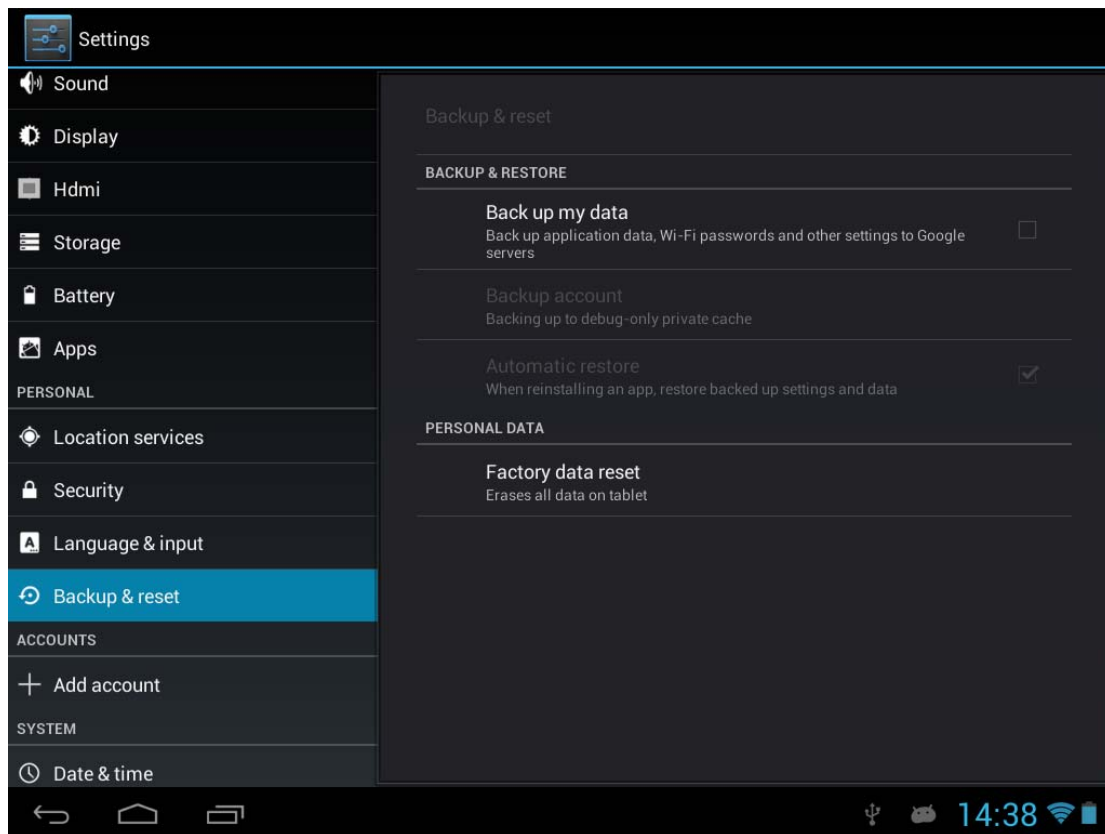 Settings
Sound
Display
Hdmi
Storage
Battery
Apps
PERSONAL
Location services
Security
Language & input
Backup & reset
ACCOUNTS
Add account
SYSTEM
Date & time
Backup & reset
BACKUP & RESTORE
Back up my data
Back up application data, Wi-Fi passwords and other settings to Google
servers
Backup account
Backing up to debug-only private cache
Automatic restore
When reinstalling an app, restore backed up settings and data
PERSONAL DATA
Factory data reset
Erases all data on tablet
14:38